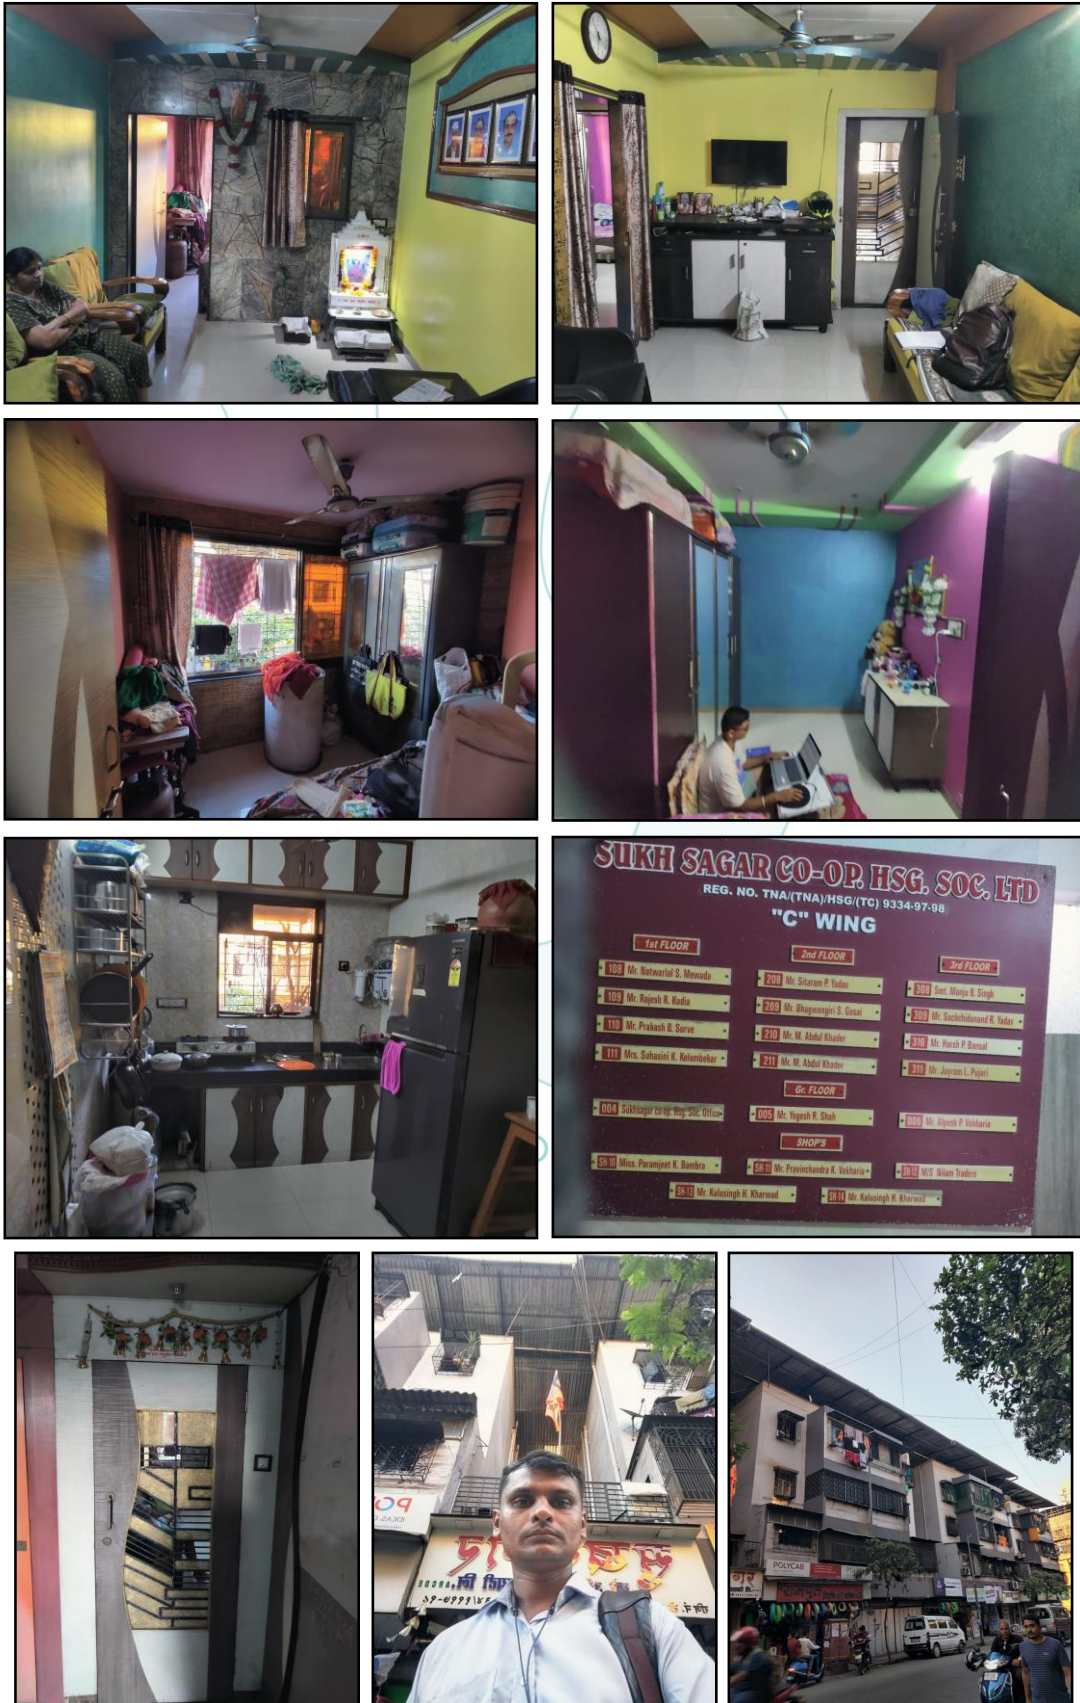 SUKH SAGAR CO-OP. HSG. SOC. LTD
REG. NO. TNA/(TNA)/HSG/(TC) 9334-97-98
"C" WING
1st FLOOR
108 Mr. Natwarlal S. Mewada
109 Mr. Rajesh R. Kudia
110 Mr. Prakash B. Surve
111 Mrs. Suhasini K. Kelambekar
2nd FLOOR
208 Mr. Sitaram P. Yadav
209 Mr. Bhagwangiri S. Gosai
210 Mr. M. Abdul Khader
211 Mr. M. Abdul Khader
3rd FLOOR
308 Smt. Manju B. Singh
309 Mr. Sachchidanand R. Yadav
310 Mr. Harsh P. Bansal
311 Mr. Jayram L. Pujari
Gr. FLOOR
004 Sukhsagar co-op. Hsg. Soc. Office
005 Mr. Yogesh R. Shah
006 Mr. Alpesh P. Vakharia
SHOP'S
SH-10 Miss. Paramjeet K. Bambra
SH-11 Mr. Pravinchandra K. Vakharia
SH-12 M/S Nilam Traders
SH-13 Mr. Kalusingh H. Kharwad
SH-14 Mr. Kalusingh H. Kharwad
POLYCAB